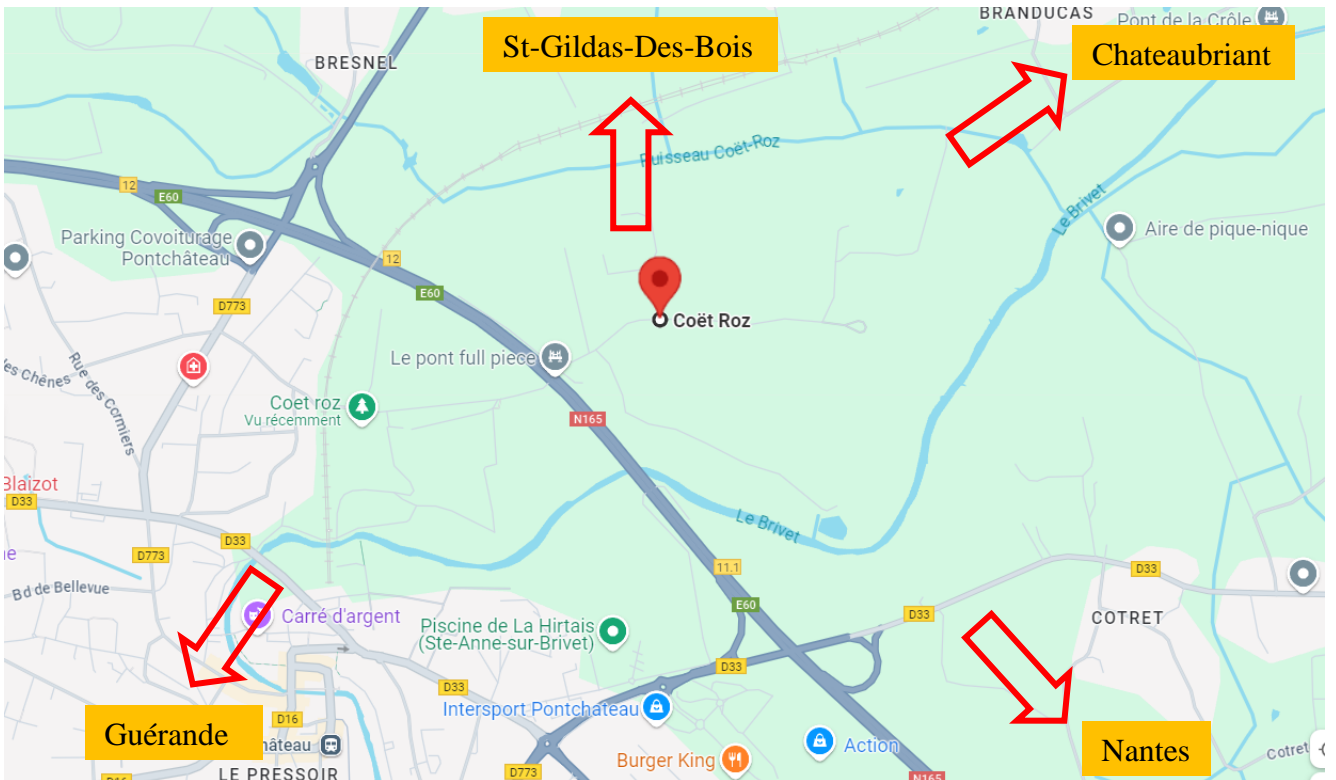 BRANDUCAS
Pont de la Crôle
St-Gildas-Des-Bois
Chateaubriant
BRESNEL
Ruisseau Coët-Roz
12
E60
Le Brivet
Aire de pique-nique
Parking Covoiturage
Pontchâteau
12
E60
D773
Coët Roz
Le pont full piece
es Chênes
Rue des Cormiers
Coet roz
Vu récemment
N165
Blaizot
D33
Le Brivet
D33
D773
11.1
D33
E60
D33
COTRET
Bd de Bellevue
Carré d'argent
Piscine de La Hirtais
(Ste-Anne-sur-Brivet)
D33
D33
Intersport Pontchateau
D16
Guérande
château
Action
Nantes
Cotret
Burger King
LE PRESSOIR
D773
N165
D16